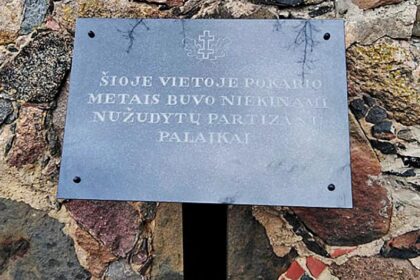 ŠIOJE VIETOJE POKARIO
METAIS BUVO NIEKINAMI
NUŽUDYTŲ PARTIZANŲ
PALAIKAI